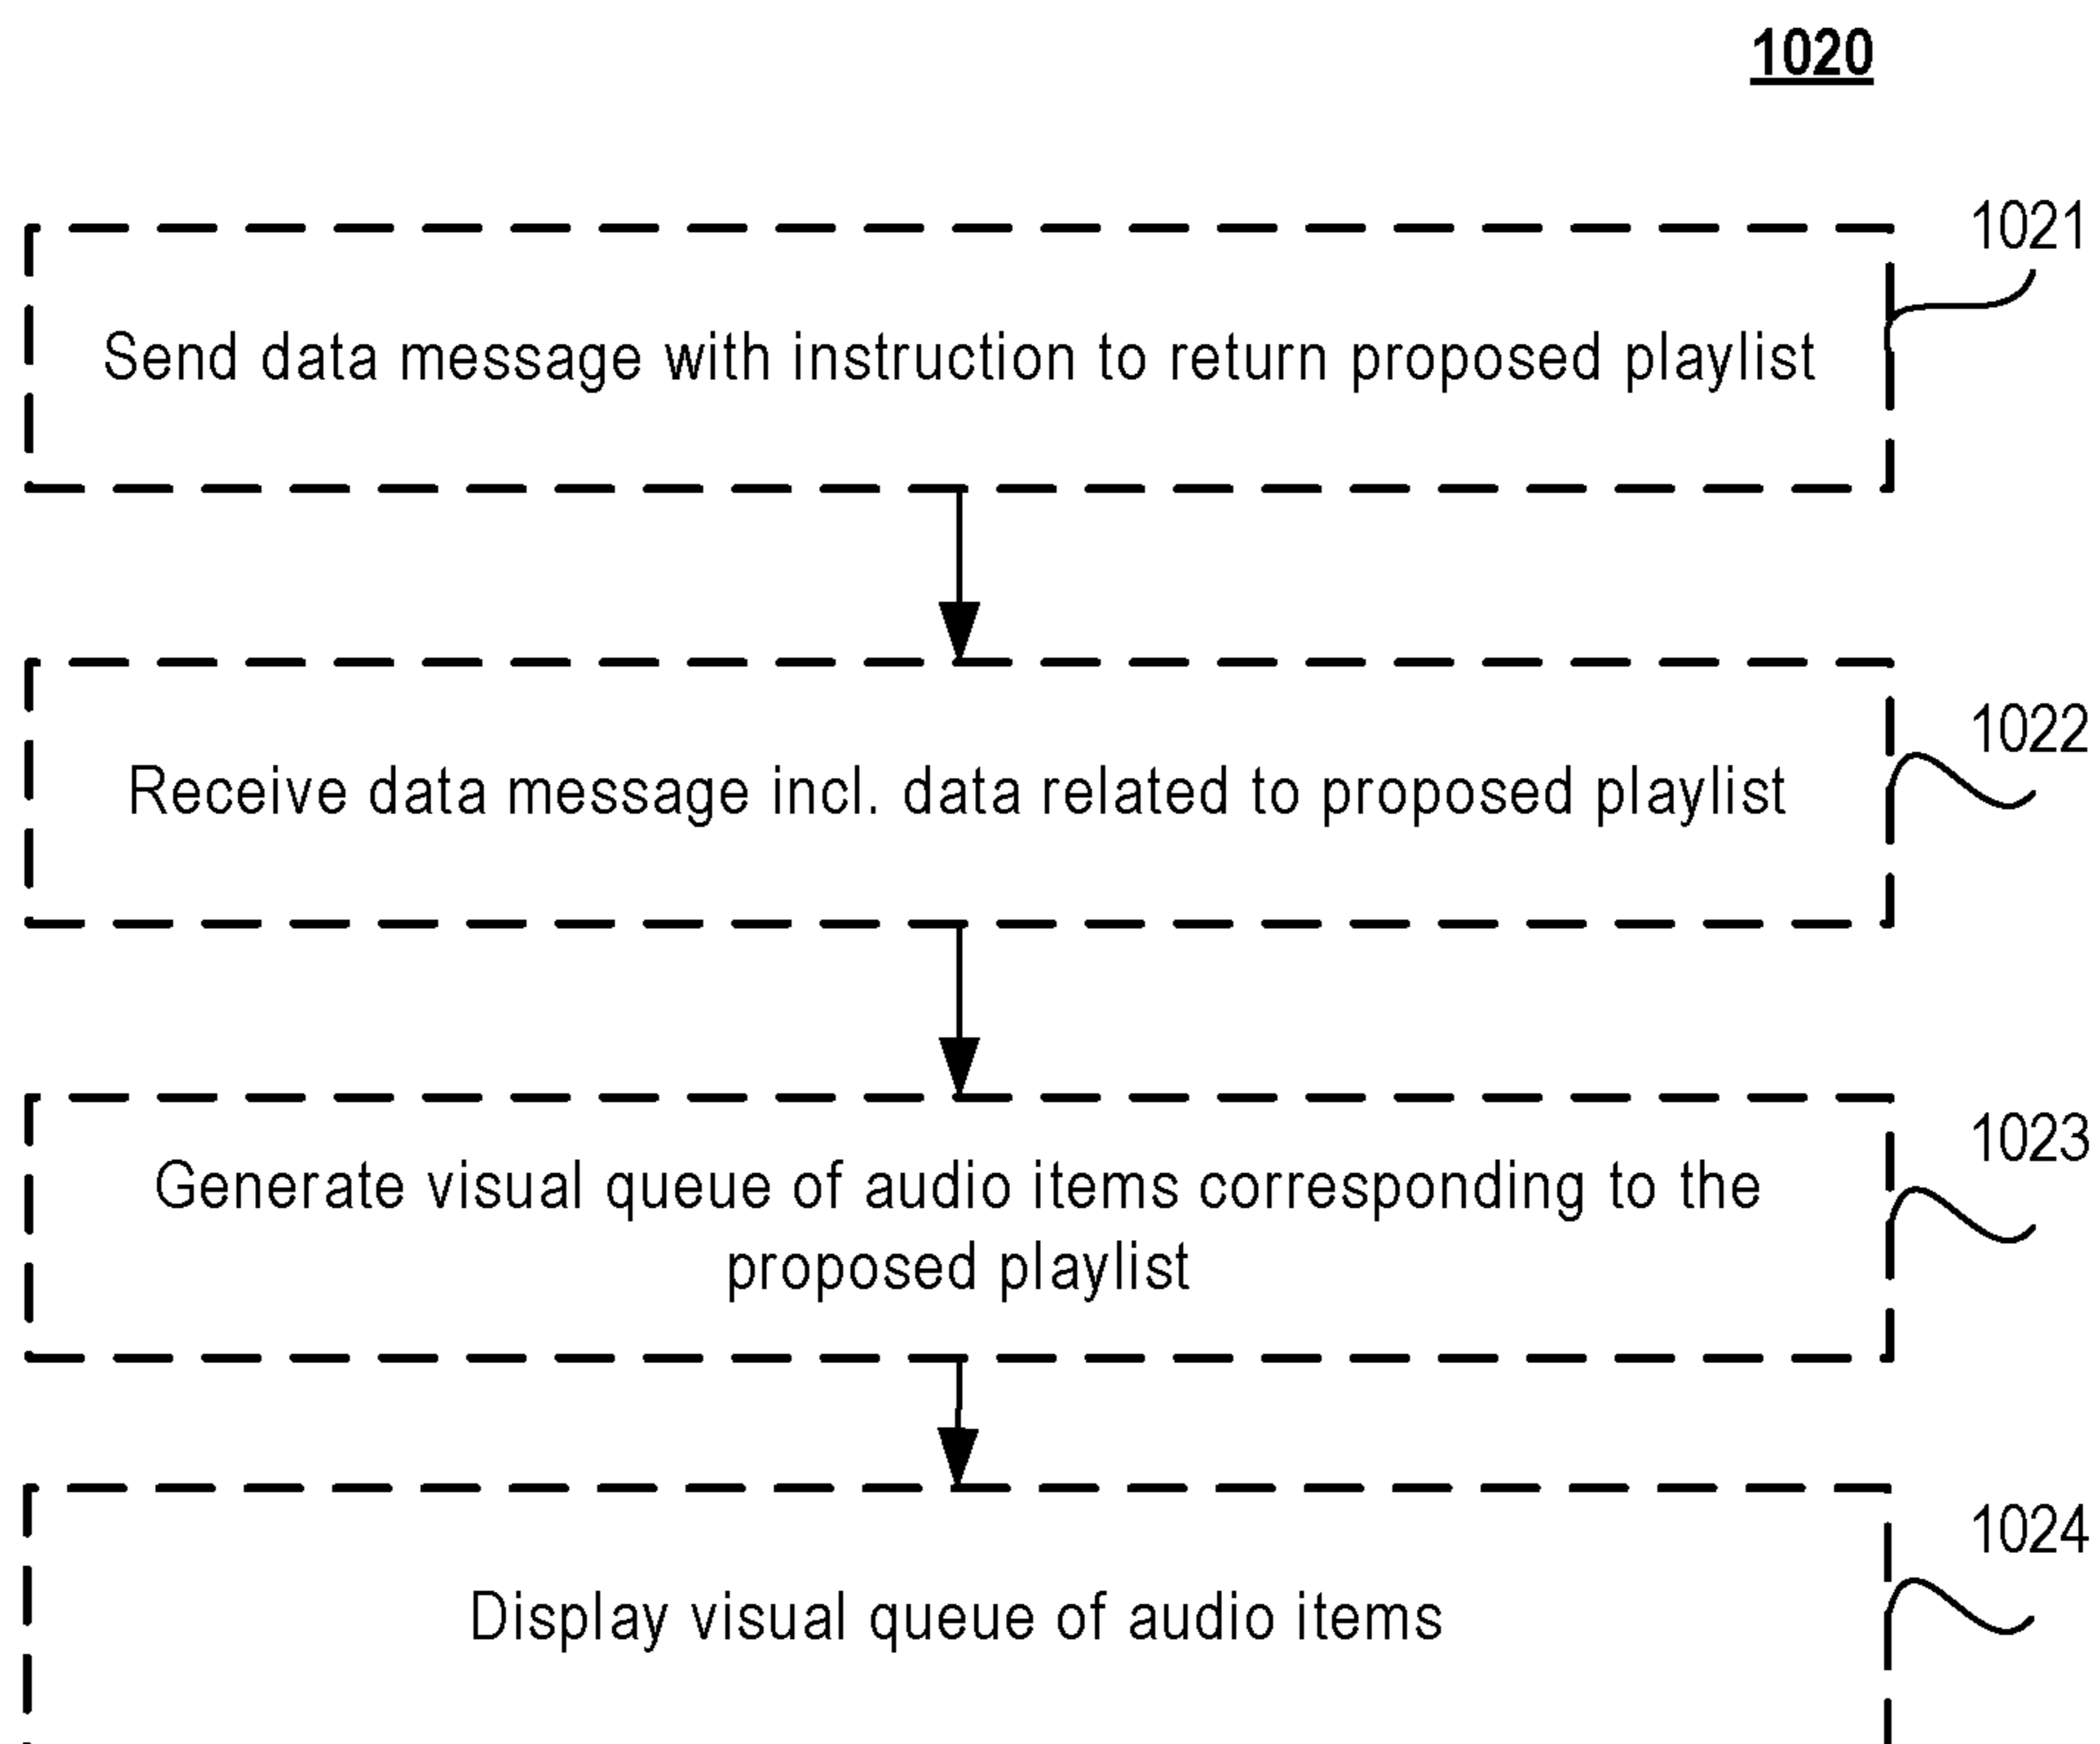 1020
1021
Send data message with instruction to return proposed playlist
1022
Receive data message incl. data related to proposed playlist
1023
Generate visual queue of audio items corresponding to the
proposed playlist
1024
Display visual queue of audio items